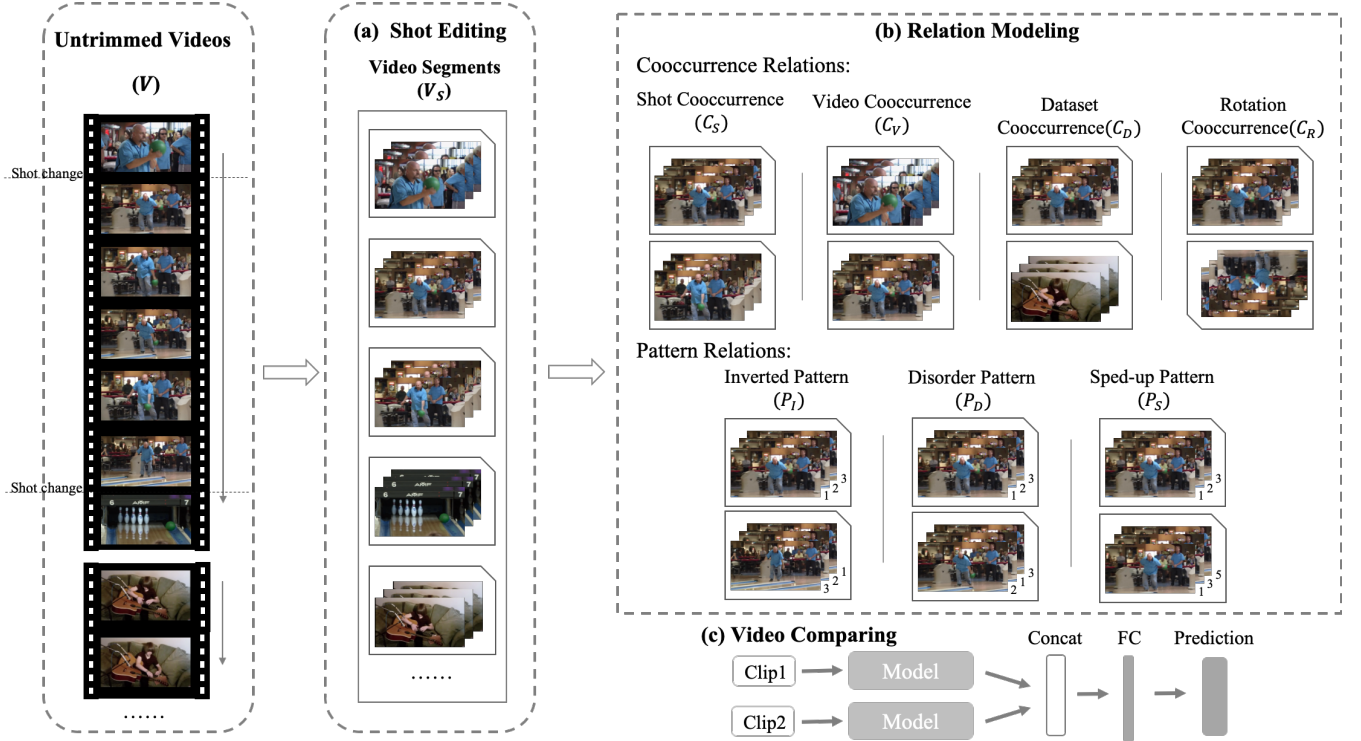 Untrimmed Videos
(V)
Shot change
Shot change
......
(a) Shot Editing
Video Segments
(V_S)
6
7
......
(b) Relation Modeling
Cooccurrence Relations:
Shot Cooccurrence
(C_S)
Video Cooccurrence
(C_V)
Dataset
Cooccurrence(C_D)
Rotation
Cooccurrence(C_R)
Pattern Relations:
Inverted Pattern
(P_I)
1 2 3
3 2 1
Disorder Pattern
(P_D)
1 2 3
2 1 3
Sped-up Pattern
(P_S)
1 2 3
1 3 5
(c) Video Comparing
Clip1
Model
Clip2
Model
Concat
FC
Prediction